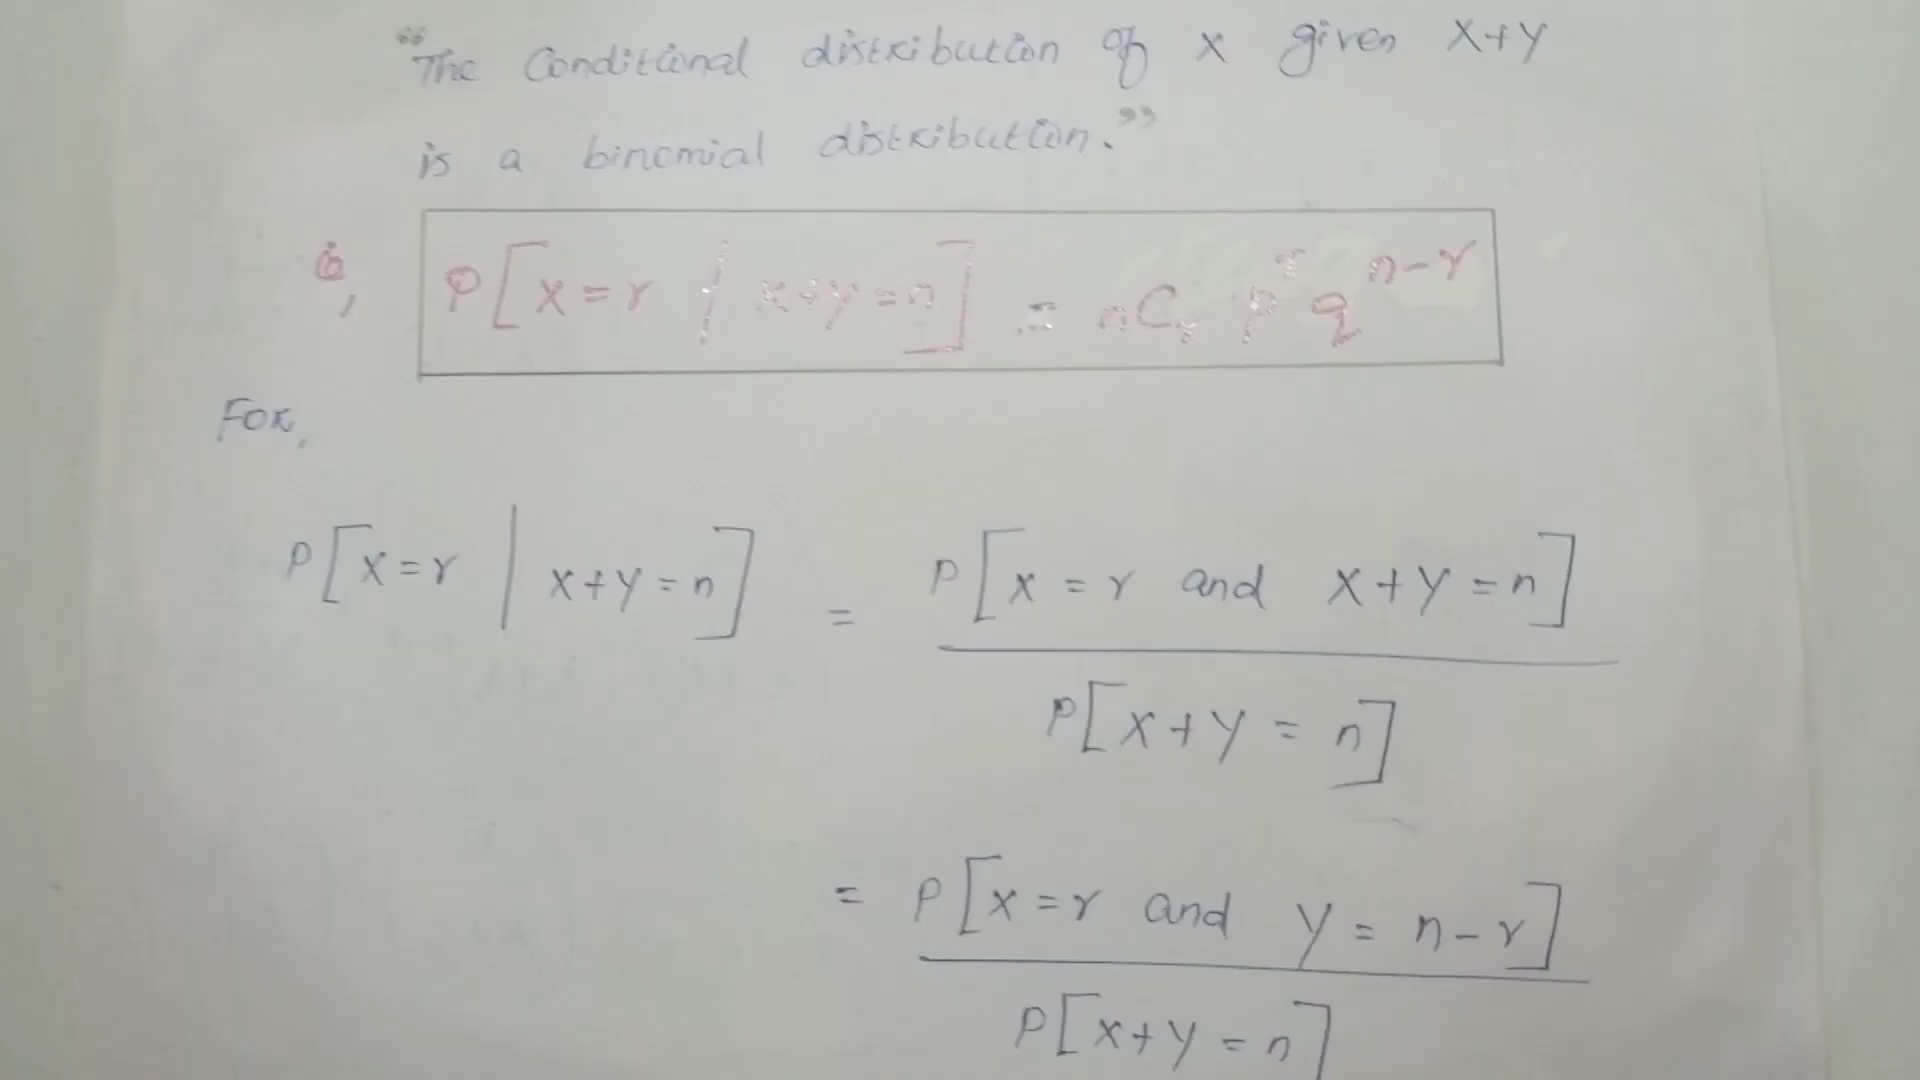 "The Conditional distribution of X given X+Y
is a binomial distribution."
P[X=r | X+Y=n] = nCr p^r q^n-r
For,
P[X=r | X+Y=n] = P[X=r and X+Y=n]
P[X+Y=n]
= P[X=r and Y=n-r]
P[X+Y=n]